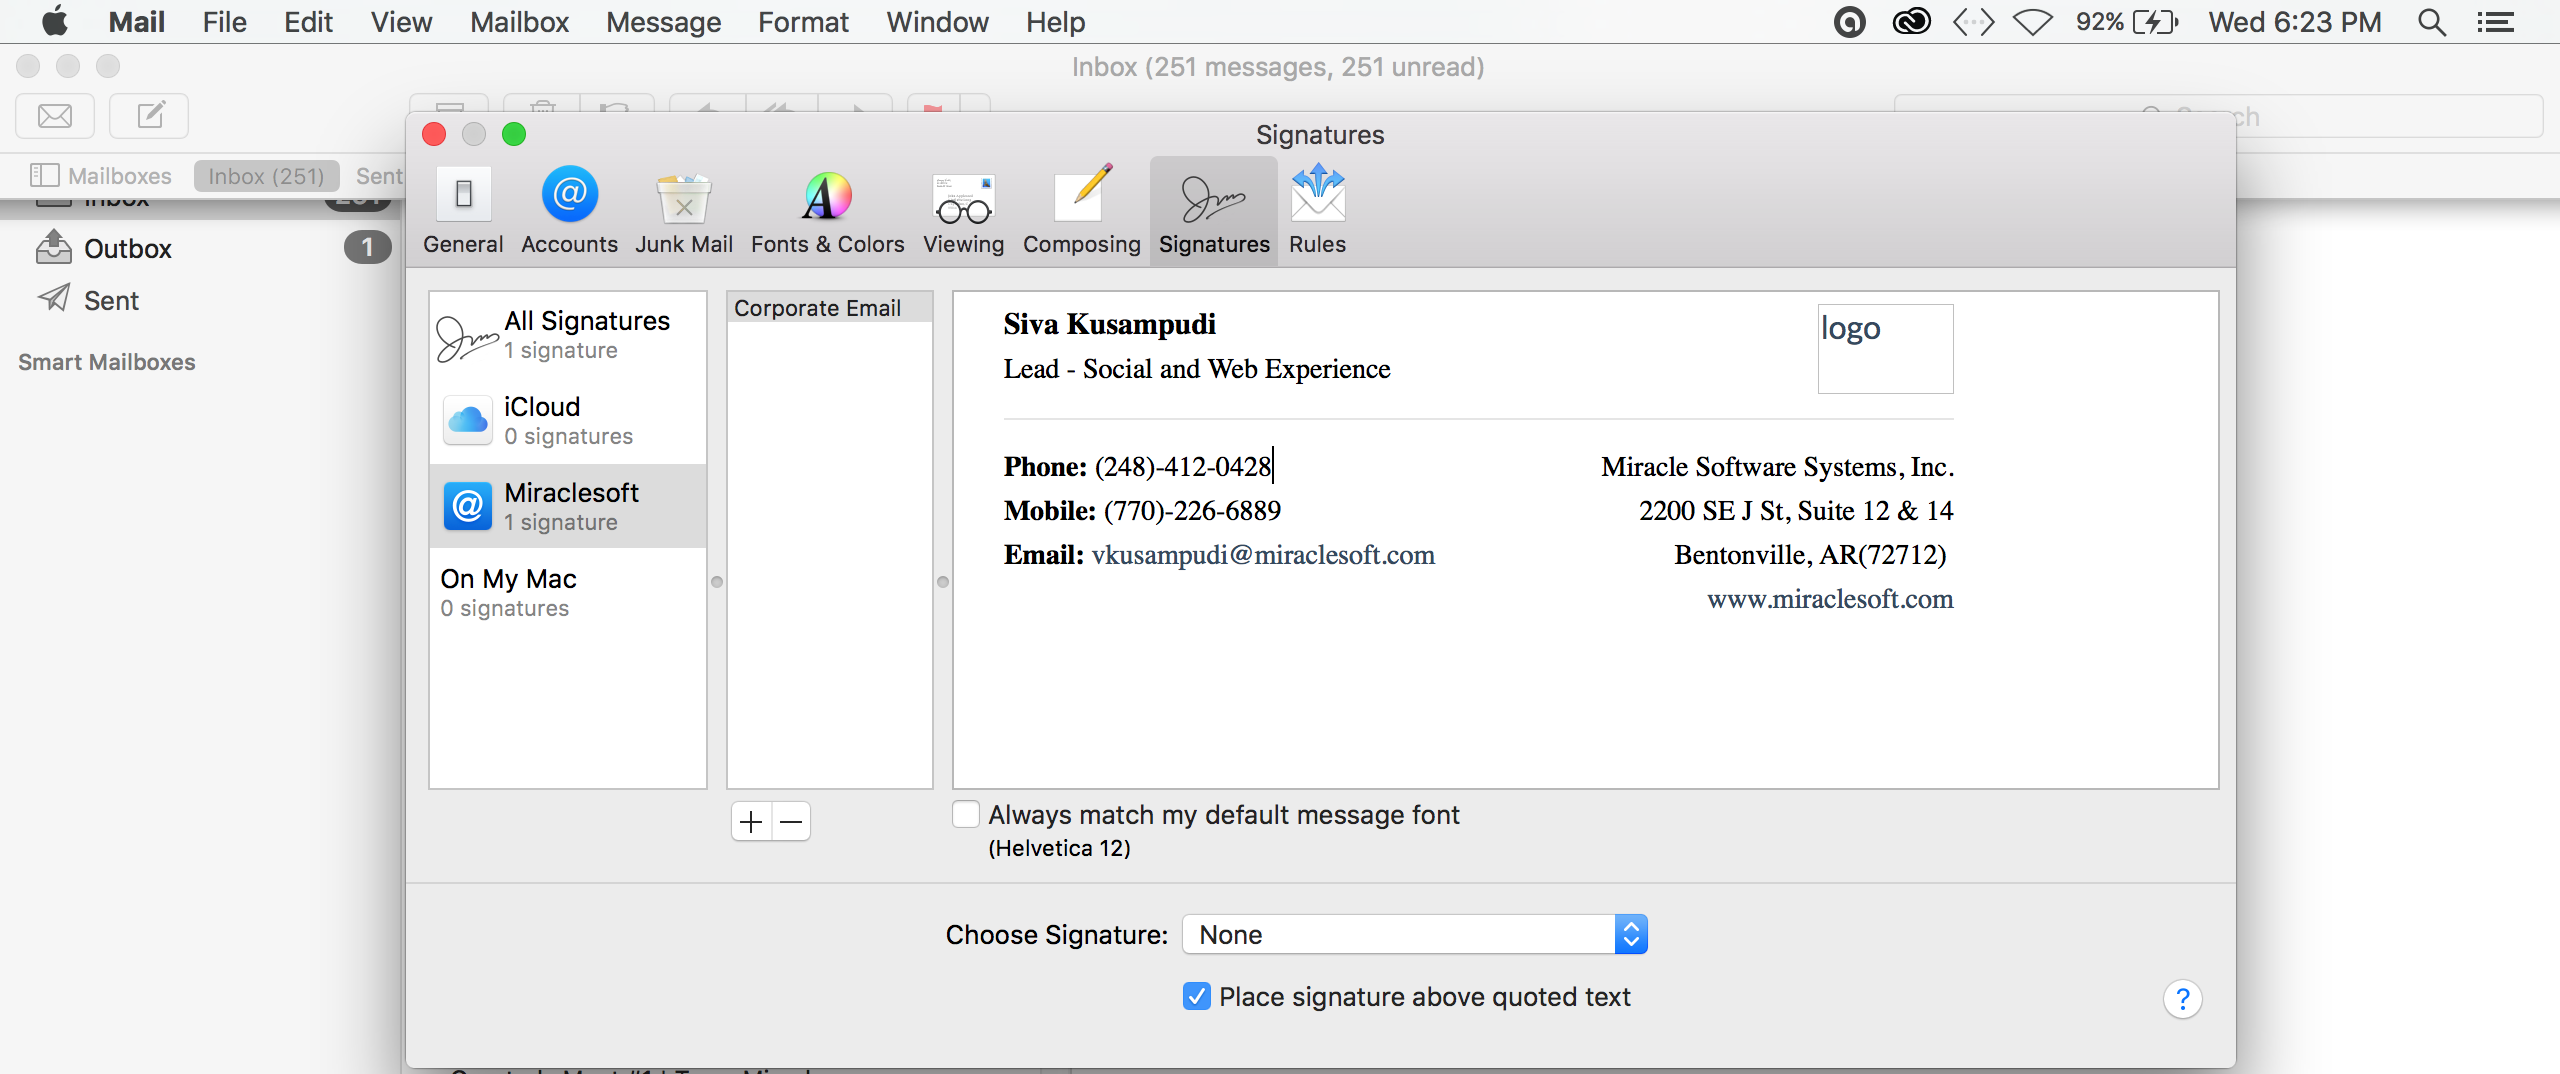 Mail File Edit View Mailbox Message Format Window Help 92% Wed 6:23 PM
Inbox (251 messages, 251 unread)
Signatures
Mailboxes Inbox (251) Sent
Inbox
General Accounts Junk Mail Fonts & Colors Viewing Composing Signatures Rules
Outbox 1
Sent
Smart Mailboxes
All Signatures
1 signature
iCloud
0 signatures
Miraclesoft
1 signature
On My Mac
0 signatures
Corporate Email
Siva Kusampudi
Lead - Social and Web Experience
logo
Phone: (248)-412-0428
Mobile: (770)-226-6889
Email: vkusampudi@miraclesoft.com
Miracle Software Systems, Inc.
2200 SE J St, Suite 12 & 14
Bentonville, AR(72712)
www.miraclesoft.com
Always match my default message font
(Helvetica 12)
Choose Signature: None
Place signature above quoted text
?